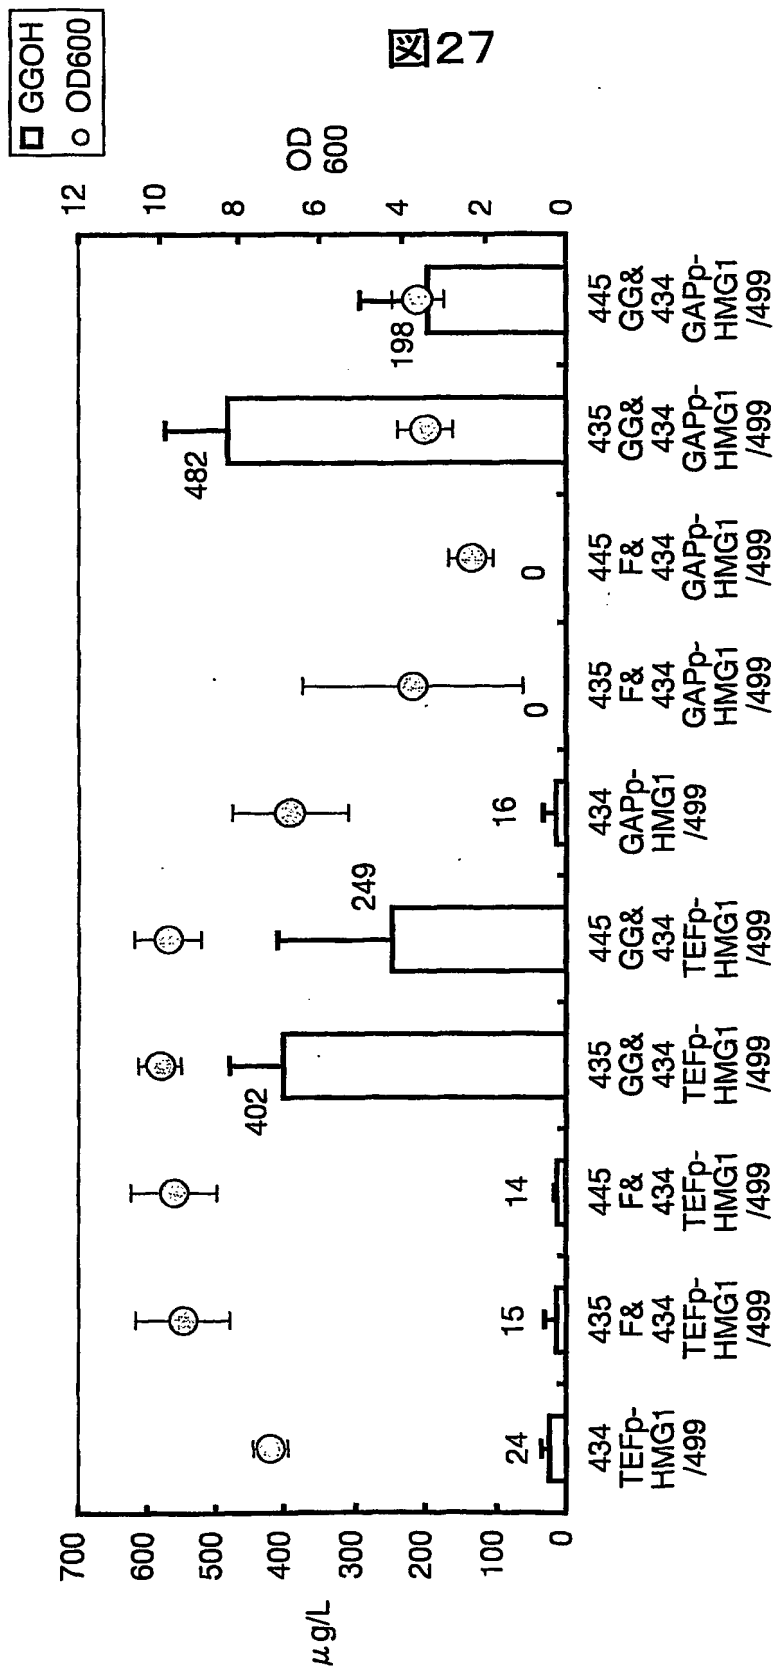 図27
GGOH
OD600
μg/L
700
600
500
400
300
200
100
0
OD
600
12
10
8
6
4
2
0
24
15
14
402
249
16
0
0
482
198
434
TEFp-
HMG1
/499
435
F&
434
TEFp-
HMG1
/499
445
F&
434
TEFp-
HMG1
/499
435
GG&
434
TEFp-
HMG1
/499
445
GG&
434
TEFp-
HMG1
/499
434
GAPp-
HMG1
/499
435
F&
434
GAPp-
HMG1
/499
445
F&
434
GAPp-
HMG1
/499
435
GG&
434
GAPp-
HMG1
/499
445
GG&
434
GAPp-
HMG1
/499